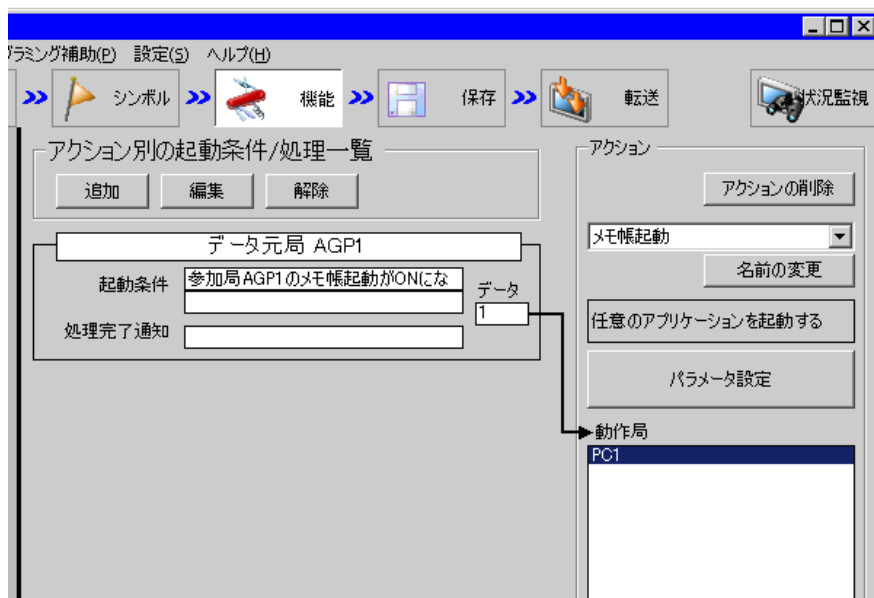 グラミング補助(P) 設定(S) ヘルプ(H)
シンボル 機能 保存 転送 状況監視
アクション別の起動条件/処理一覧
追加 編集 解除
データ元局 AGP1
起動条件 参加局AGP1のメモ帳起動がONにな
データ
1
処理完了通知
アクション
アクションの削除
メモ帳起動
名前の変更
任意のアプリケーションを起動する
パラメータ設定
動作局
PC1